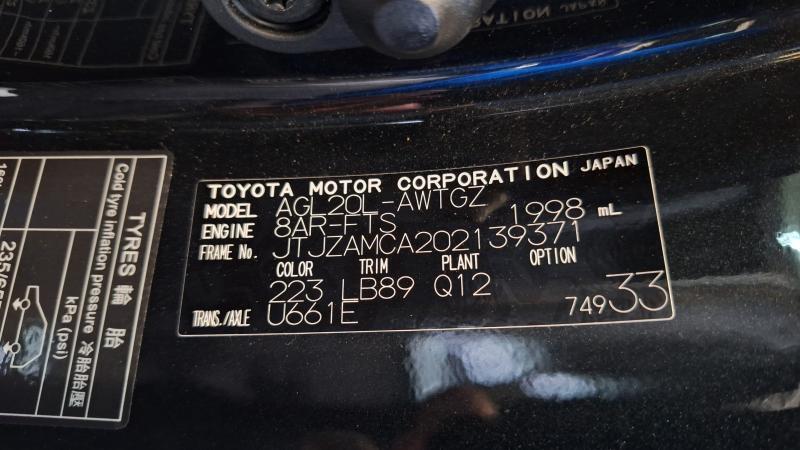 TOYOTA MOTOR CORPORATION JAPAN
MODEL AGL20L-AWTGZ
ENGINE 8AR-FTS 1998 mL
FRAME No. JTJZAMCA202139371
COLOR TRIM PLANT OPTION
223 LB89 Q12
TRANS./AXLE U661E 74933
TYRES 輪胎
Cold tyre inflation pressure 冷胎胎壓
kPa (psi)